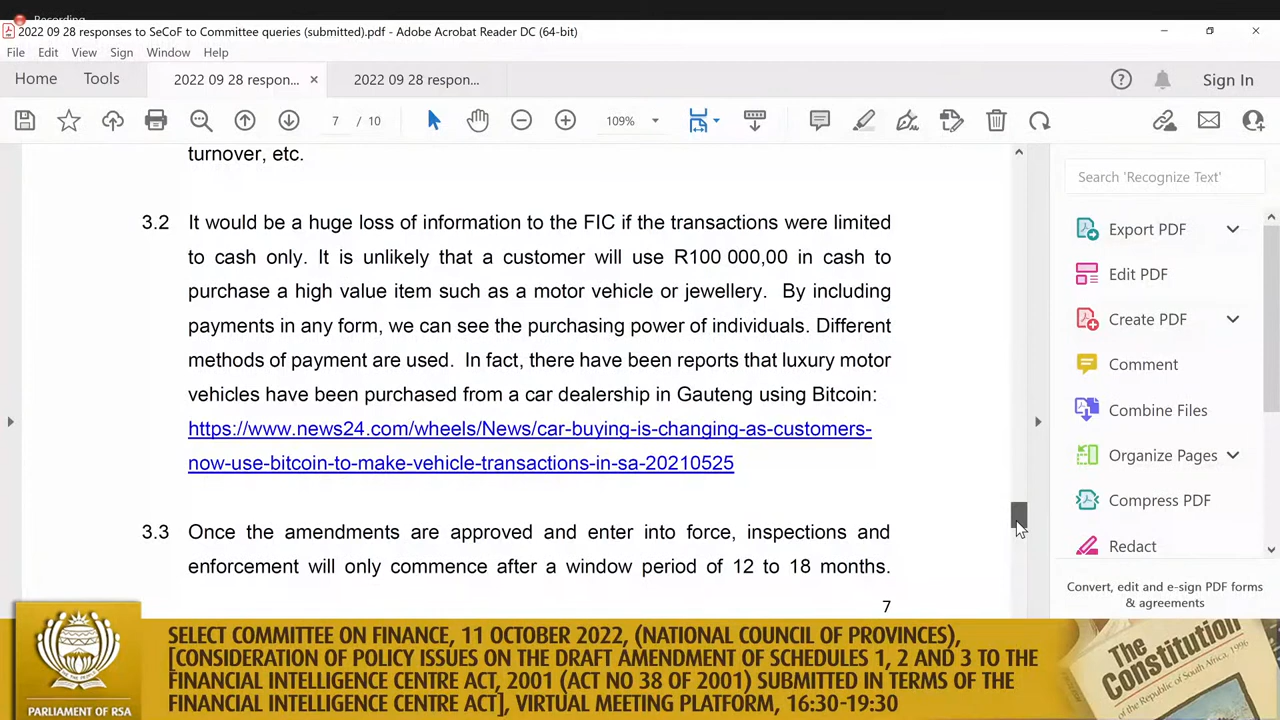 Recording
2022 09 28 responses to SeCoF to Committee queries (submitted).pdf - Adobe Acrobat Reader DC (64-bit)
File Edit View Sign Window Help
Home Tools 2022 09 28 respon... × 2022 09 28 respon... Sign In
7 / 10 109%
turnover, etc.
Search 'Recognize Text'
3.2 It would be a huge loss of information to the FIC if the transactions were limited
to cash only. It is unlikely that a customer will use R100 000,00 in cash to
purchase a high value item such as a motor vehicle or jewellery. By including
payments in any form, we can see the purchasing power of individuals. Different
methods of payment are used. In fact, there have been reports that luxury motor
vehicles have been purchased from a car dealership in Gauteng using Bitcoin:
https://www.news24.com/wheels/News/car-buying-is-changing-as-customers-
now-use-bitcoin-to-make-vehicle-transactions-in-sa-20210525
3.3 Once the amendments are approved and enter into force, inspections and
enforcement will only commence after a window period of 12 to 18 months.
7
Export PDF
Edit PDF
Create PDF
Comment
Combine Files
Organize Pages
Compress PDF
Redact
Convert, edit and e-sign PDF forms
& agreements
PARLIAMENT OF RSA
SELECT COMMITTEE ON FINANCE, 11 OCTOBER 2022, (NATIONAL COUNCIL OF PROVINCES),
[CONSIDERATION OF POLICY ISSUES ON THE DRAFT AMENDMENT OF SCHEDULES 1, 2 AND 3 TO THE
FINANCIAL INTELLIGENCE CENTRE ACT, 2001 (ACT NO 38 OF 2001) SUBMITTED IN TERMS OF THE
FINANCIAL INTELLIGENCE CENTRE ACT], VIRTUAL MEETING PLATFORM, 16:30-19:30
The
Constitution
of the Republic of South Africa, 1996